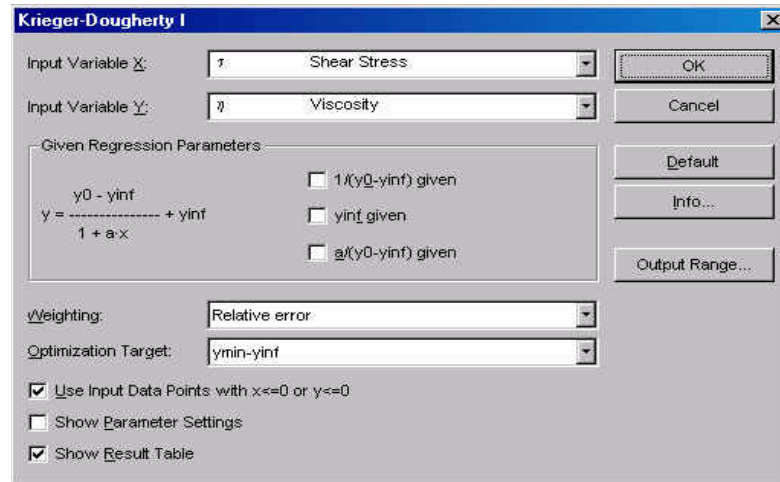 Krieger-Dougherty I
Input Variable X: τ Shear Stress
OK
Input Variable Y: η Viscosity
Cancel
Given Regression Parameters
y = y0 - yinf
--------------- + yinf
1 + a·x
1/(y0-yinf) given
yinf given
a/(y0-yinf) given
Default
Info...
Output Range...
Weighting: Relative error
Optimization Target: ymin-yinf
Use Input Data Points with x<=0 or y<=0
Show Parameter Settings
Show Result Table